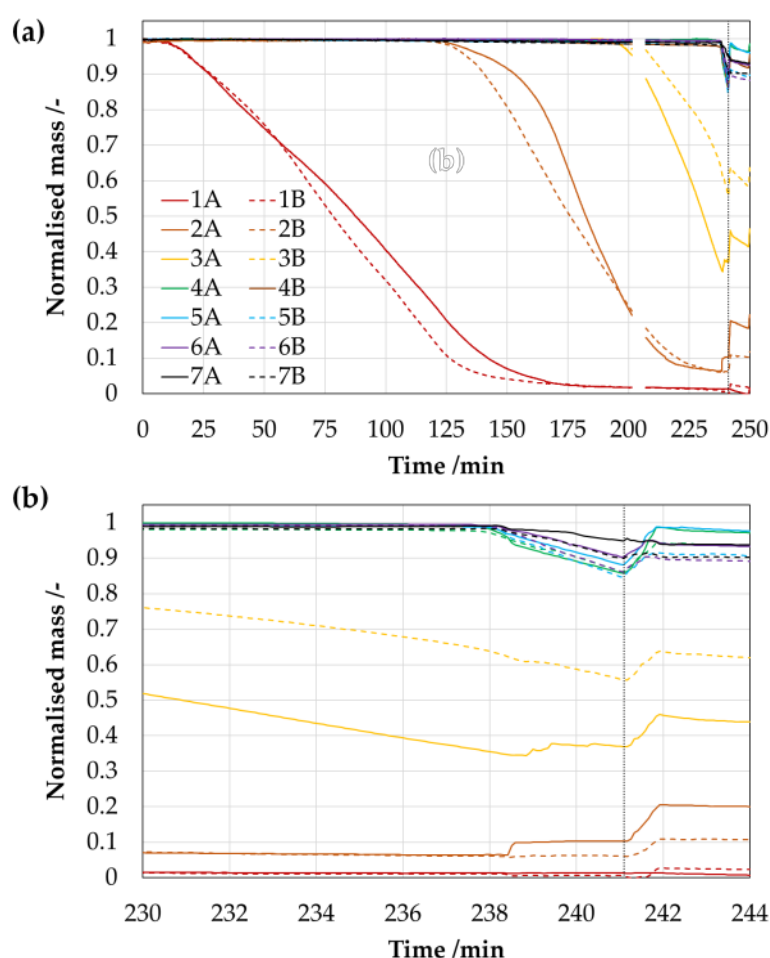 (a)
Normalised mass /-
1
0.9
0.8
0.7
0.6
0.5
0.4
0.3
0.2
0.1
0
(b)
1A 1B
2A 2B
3A 3B
4A 4B
5A 5B
6A 6B
7A 7B
0 25 50 75 100 125 150 175 200 225 250
Time /min
(b)
Normalised mass /-
1
0.9
0.8
0.7
0.6
0.5
0.4
0.3
0.2
0.1
0
230 232 234 236 238 240 242 244
Time /min